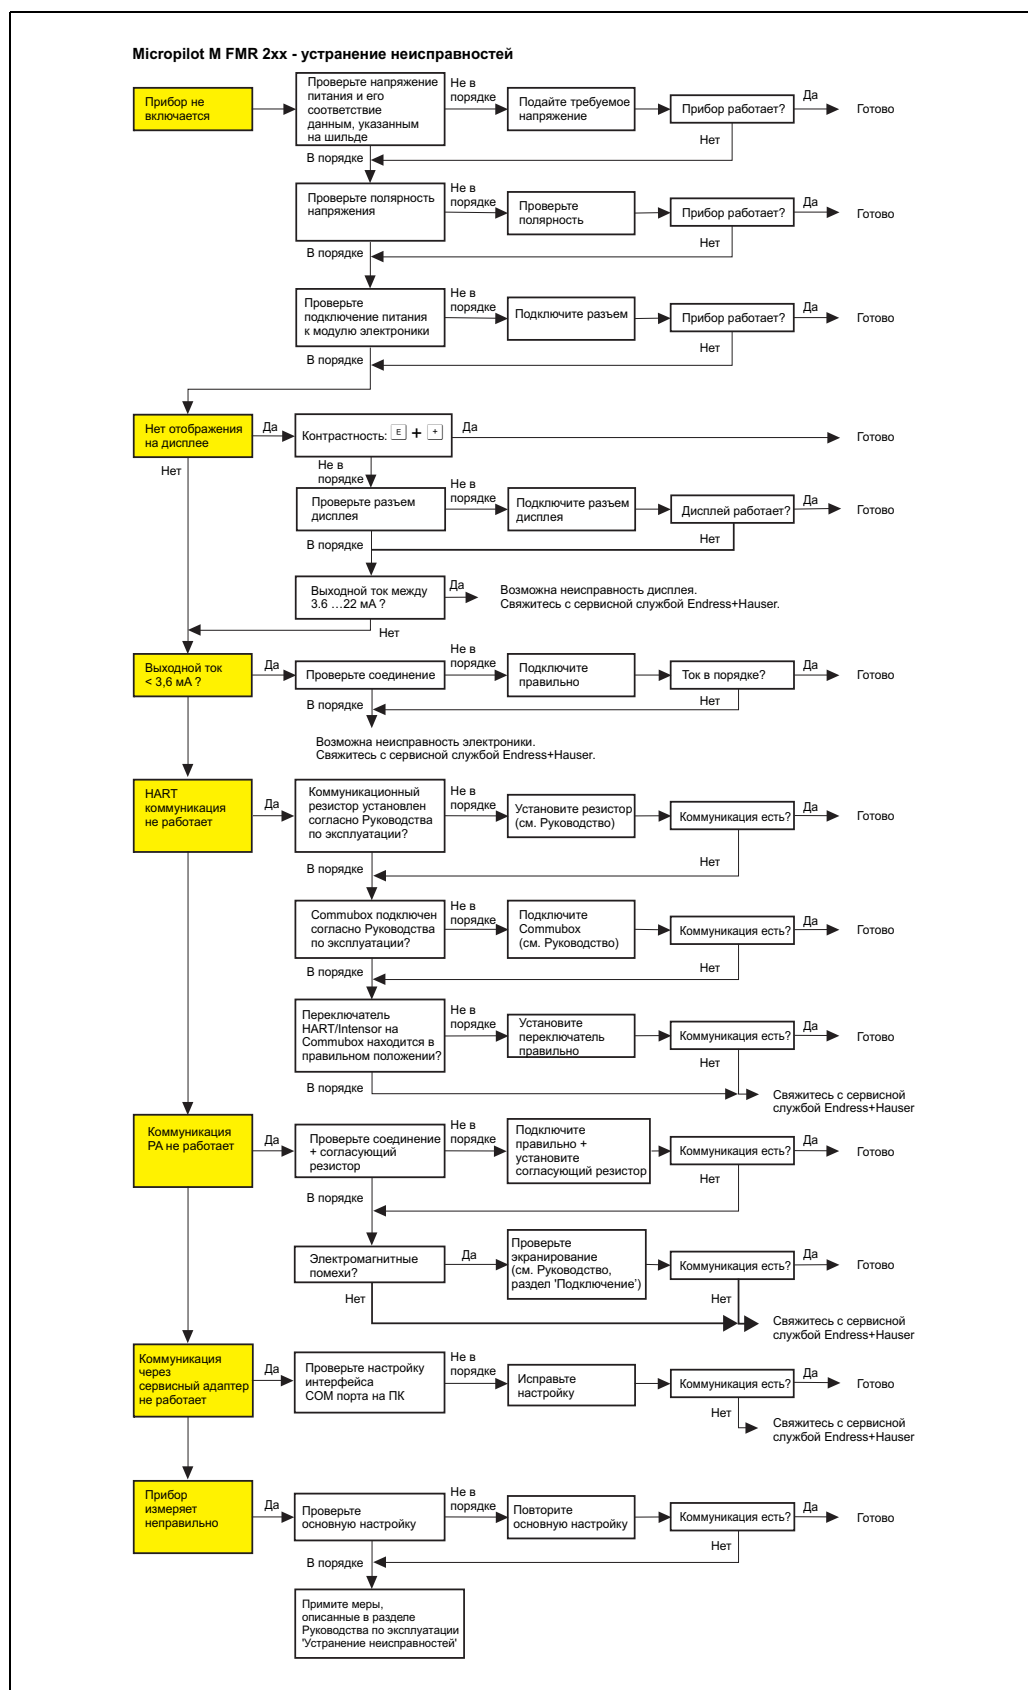 Micropilot M FMR 2xx - устранение неисправностей
Прибор не
включается
Проверьте напряжение
питания и его
соответствие
данным, указанным
на шильде
Не в
порядке
Подайте требуемое
напряжение
Прибор работает?
Да
Готово
Нет
В порядке
Проверьте полярность
напряжения
Не в
порядке
Проверьте
полярность
Прибор работает?
Да
Готово
Нет
В порядке
Проверьте
подключение питания
к модулю электроники
Не в
порядке
Подключите разъем
Прибор работает?
Да
Готово
Нет
В порядке
Нет отображения
на дисплее
Да
Контрастность: E + +
Да
Готово
Нет
Не в
порядке
Проверьте разъем
дисплея
Не в
порядке
Подключите разъем
дисплея
Дисплей работает?
Да
Готово
Нет
В порядке
Выходной ток между
3.6 ...22 мА ?
Да
Возможна неисправность дисплея.
Свяжитесь с сервисной службой Endress+Hauser.
Нет
Выходной ток
< 3,6 мА ?
Да
Проверьте соединение
Не в
порядке
Подключите
правильно
Ток в порядке?
Да
Готово
Нет
В порядке
Возможна неисправность электроники.
Свяжитесь с сервисной службой Endress+Hauser.
HART
коммуникация
не работает
Да
Коммуникационный
резистор установлен
согласно Руководства
по эксплуатации?
Не в
порядке
Установите резистор
(см. Руководство)
Коммуникация есть?
Да
Готово
Нет
В порядке
Commubox подключен
согласно Руководства
по эксплуатации?
Не в
порядке
Подключите
Commubox
(см. Руководство)
Коммуникация есть?
Да
Готово
Нет
В порядке
Переключатель
HART/Intensor на
Commubox находится в
правильном положении?
Не в
порядке
Установите
переключатель
правильно
Коммуникация есть?
Да
Готово
Нет
В порядке
Свяжитесь с сервисной
службой Endress+Hauser
Коммуникация
PA не работает
Да
Проверьте соединение
+ согласующий
резистор
Не в
порядке
Подключите
правильно +
установите
согласующий резистор
Коммуникация есть?
Да
Готово
Нет
В порядке
Электромагнитные
помехи?
Да
Проверьте
экранирование
(см. Руководство,
раздел 'Подключение')
Коммуникация есть?
Да
Готово
Нет
Нет
Свяжитесь с сервисной
службой Endress+Hauser
Коммуникация
через
сервисный адаптер
не работает
Да
Проверьте настройку
интерфейса
COM порта на ПК
Не в
порядке
Исправьте
настройку
Коммуникация есть?
Да
Готово
Нет
Свяжитесь с сервисной
службой Endress+Hauser
Прибор
измеряет
неправильно
Да
Проверьте
основную настройку
Не в
порядке
Повторите
основную настройку
Коммуникация есть?
Да
Готово
Нет
В порядке
Примите меры,
описанные в разделе
Руководства по эксплуатации
'Устранение неисправностей'